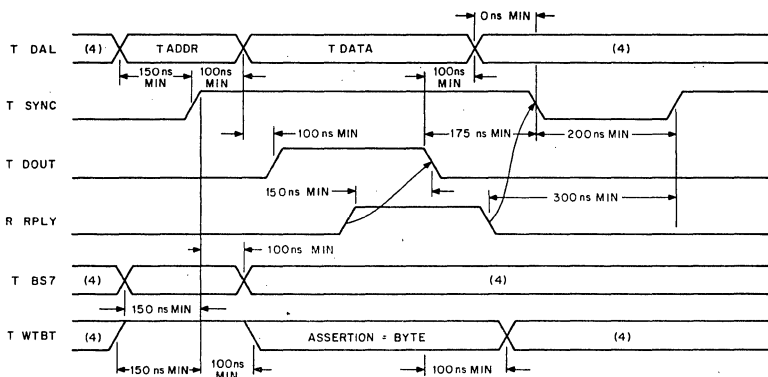 0ns MIN
T DAL (4) T ADDR T DATA (4)
150ns MIN 100ns MIN 100ns MIN
T SYNC
100ns MIN 175 ns MIN 200ns MIN
T DOUT
150ns MIN 300ns MIN
R RPLY
100ns MIN
T BS7 (4) (4)
150 ns MIN
T WTBT (4) ASSERTION = BYTE (4)
150 ns MIN 100ns MIN 100ns MIN